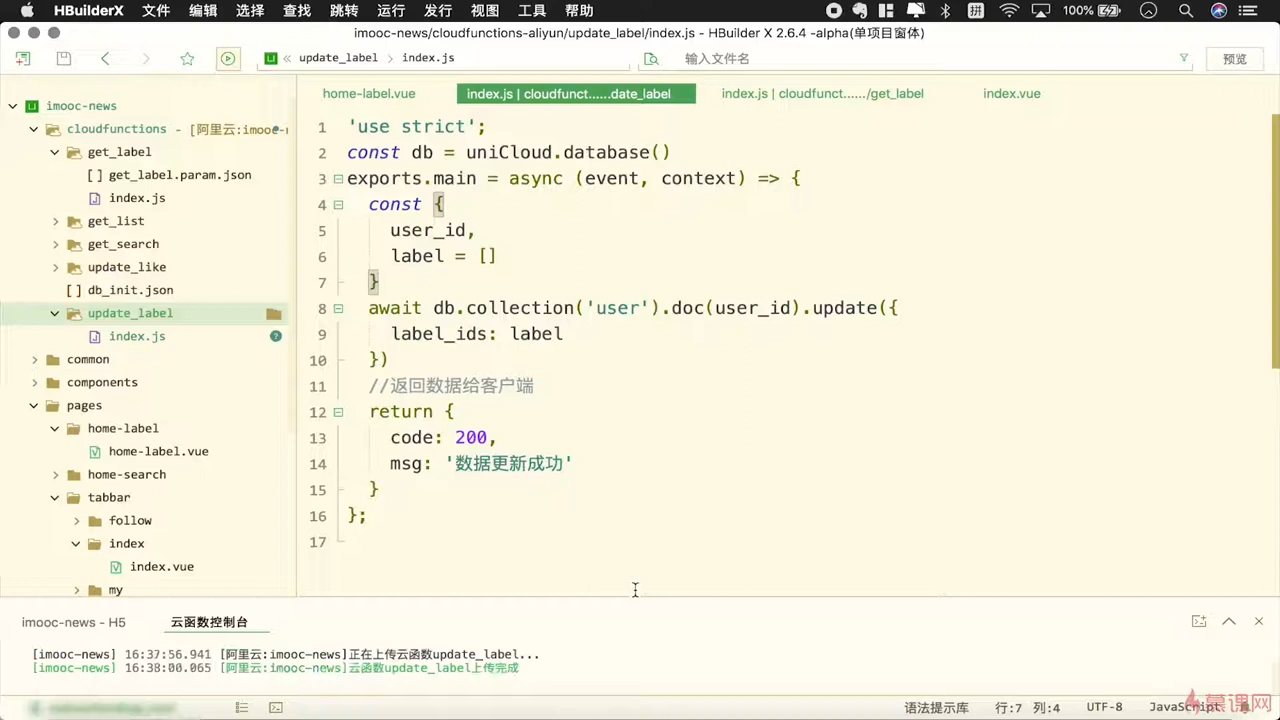 HBuilderX 文件 编辑 选择 查找 跳转 运行 发行 视图 工具 帮助 拼 100%
imooc-news/cloudfunctions-aliyun/update_label/index.js - HBuilder X 2.6.4 -alpha(单项目窗体)
update_label index.js 输入文件名 预览
imooc-news
cloudfunctions - [阿里云:imooc-n
get_label
[ ] get_label.param.json
index.js
get_list
get_search
update_like
[ ] db_init.json
update_label
index.js
common
components
pages
home-label
home-label.vue
home-search
tabbar
follow
index
index.vue
my
home-label.vue index.js | cloudfunct......date_label index.js | cloudfunct....../get_label index.vue
1 'use strict';
2 const db = uniCloud.database()
3 exports.main = async (event, context) => {
4 const {
5 user_id,
6 label = []
7 }
8 await db.collection('user').doc(user_id).update({
9 label_ids: label
10 })
11 //返回数据给客户端
12 return {
13 code: 200,
14 msg: '数据更新成功'
15 }
16 };
17
imooc-news - H5 云函数控制台
[imooc-news] 16:37:56.941 [阿里云:imooc-news]正在上传云函数update_label...
[imooc-news] 16:38:00.065 [阿里云:imooc-news]云函数update_label上传完成
语法提示库 行:7 列:4 UTF-8 JavaScript
慕课网